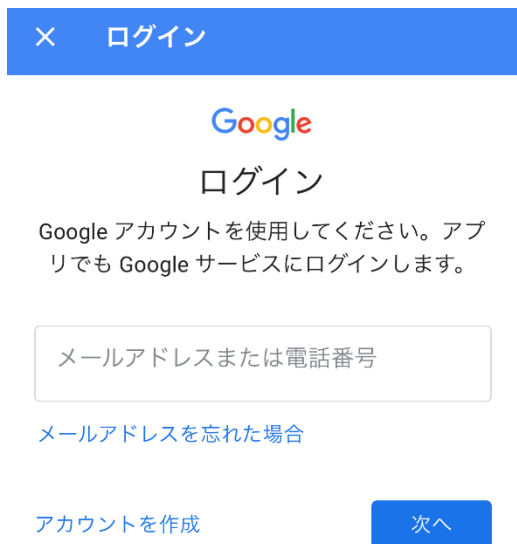 ログイン
Google
ログイン
Google アカウントを使用してください。アプ
リでも Google サービスにログインします。
メールアドレスまたは電話番号
メールアドレスを忘れた場合
アカウントを作成
次へ